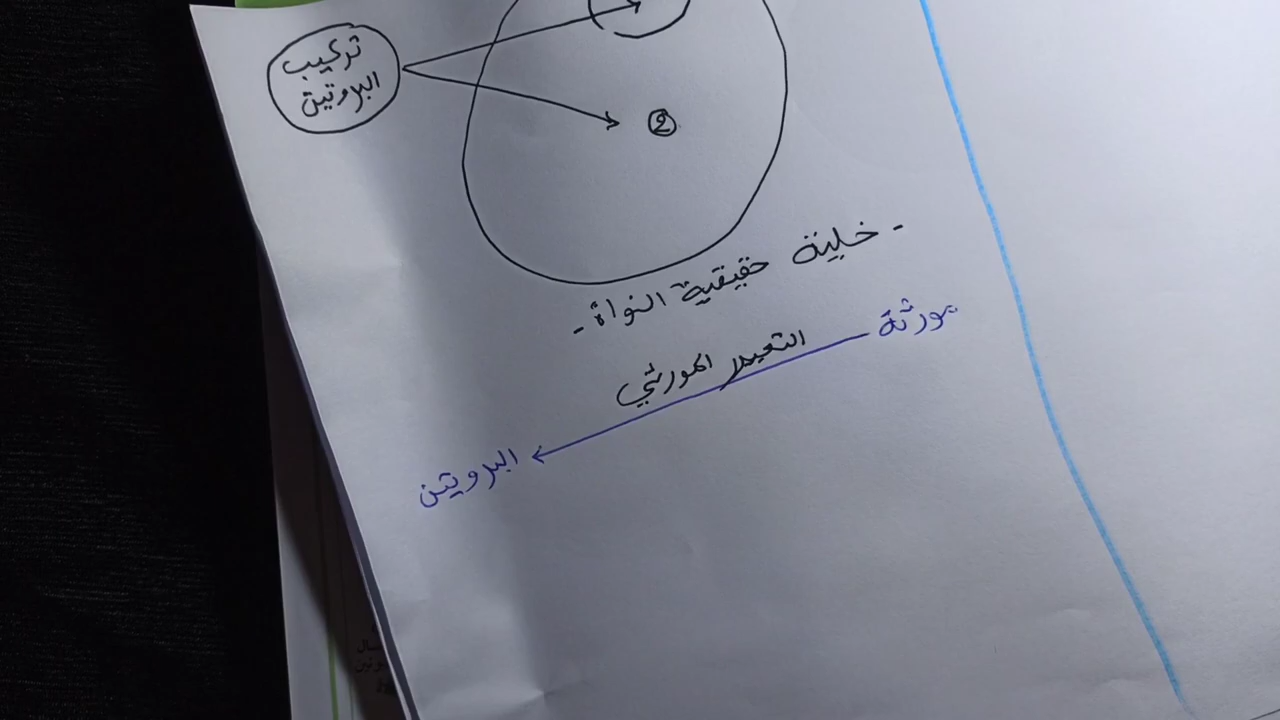 تركيب
البروتين
2
- خلية حقيقية النواة -
مورثة
التعبير المورثي
البروتين